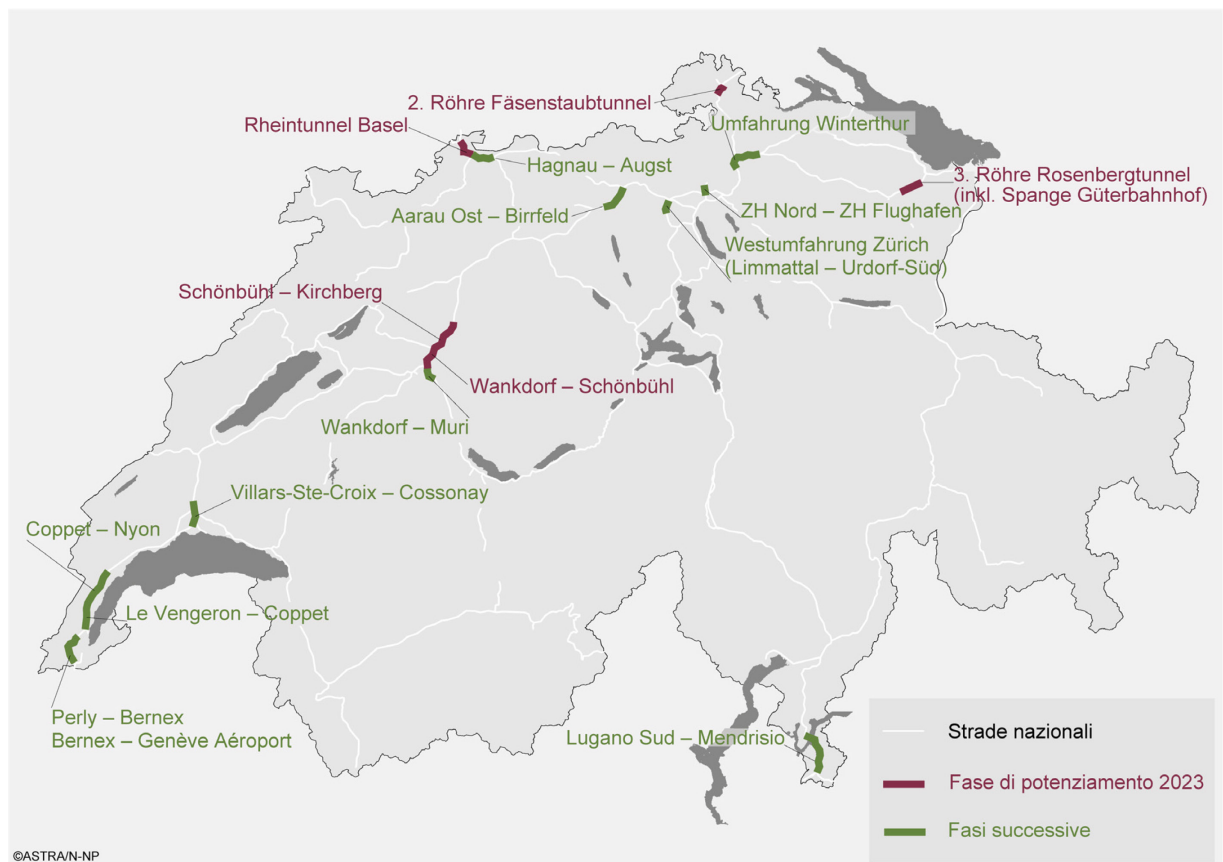 2. Röhre Fäsenstaubtunnel
Rheintunnel Basel
Umfahrung Winterthur
Hagnau – Augst
3. Röhre Rosenbergtunnel
(inkl. Spange Güterbahnhof)
Aarau Ost – Birrfeld
ZH Nord – ZH Flughafen
Westumfahrung Zürich
(Limmattal – Urdorf-Süd)
Schönbühl – Kirchberg
Wankdorf – Schönbühl
Wankdorf – Muri
Villars-Ste-Croix – Cossonay
Coppet – Nyon
Le Vengeron – Coppet
Perly – Bernex
Bernex – Genève Aéroport
Lugano Sud – Mendrisio
Strade nazionali
Fase di potenziamento 2023
Fasi successive
©ASTRA/N-NP